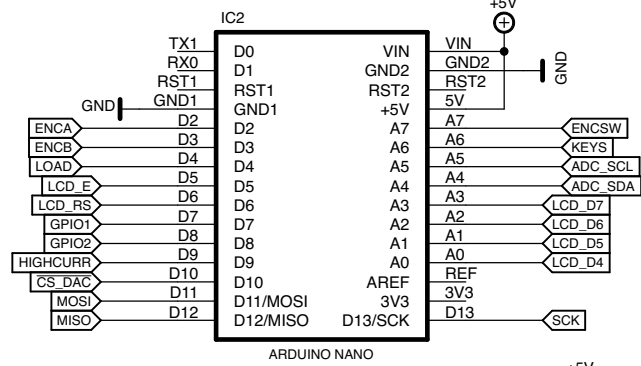 +5V
IC2
TX1 D0 VIN VIN
RX0 D1 GND2 GND2 GND
RST1 RST1 RST2 RST2
GND GND1 GND1 +5V 5V
ENCA D2 D2 A7 A7 ENCSW
ENCB D3 D3 A6 A6 KEYS
LOAD D4 D4 A5 A5 ADC_SCL
LCD_E D5 D5 A4 A4 ADC_SDA
LCD_RS D6 D6 A3 A3 LCD_D7
GPIO1 D7 D7 A2 A2 LCD_D6
GPIO2 D8 D8 A1 A1 LCD_D5
HIGHCURR D9 D9 A0 A0 LCD_D4
CS_DAC D10 D10 AREF REF
MOSI D11 D11/MOSI 3V3 3V3
MISO D12 D12/MISO D13/SCK D13 SCK
ARDUINO NANO
+5V